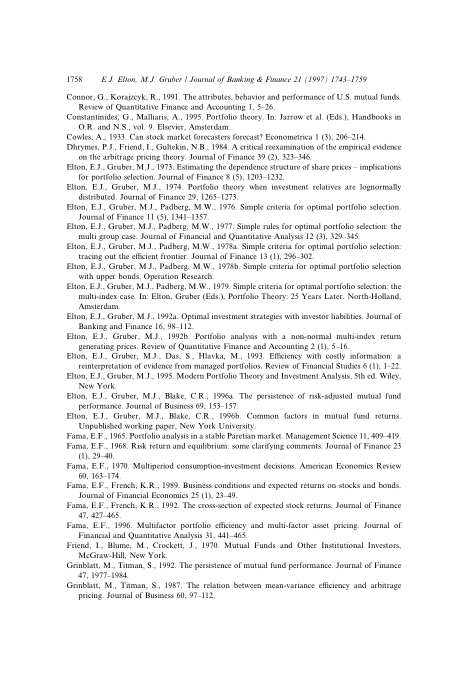 1758 E.J. Elton, M.J. Gruber / Journal of Banking & Finance 21 (1997) 1743–1759
Connor, G., Korajzcyk, R., 1991. The attributes, behavior and performance of U.S. mutual funds.
Review of Quantitative Finance and Accounting 1, 5–26.
Constantinides, G., Malliaris, A., 1995. Portfolio theory. In: Jarrow et al. (Eds.), Handbooks in
O.R. and N.S., vol. 9. Elsevier, Amsterdam.
Cowles, A., 1933. Can stock market forecasters forecast? Econometrica 1 (3), 206–214.
Dhrymes, P.J., Friend, I., Gultekin, N.B., 1984. A critical reexamination of the empirical evidence
on the arbitrage pricing theory. Journal of Finance 39 (2), 323–346.
Elton, E.J., Gruber, M.J., 1973. Estimating the dependence structure of share prices – implications
for portfolio selection. Journal of Finance 8 (5), 1203–1232.
Elton, E.J., Gruber, M.J., 1974. Portfolio theory when investment relatives are lognormally
distributed. Journal of Finance 29, 1265–1273.
Elton, E.J., Gruber, M.J., Padberg, M.W., 1976. Simple criteria for optimal portfolio selection.
Journal of Finance 11 (5), 1341–1357.
Elton, E.J., Gruber, M.J., Padberg, M.W., 1977. Simple rules for optimal portfolio selection: the
multi group case. Journal of Financial and Quantitative Analysis 12 (3), 329–345.
Elton, E.J., Gruber, M.J., Padberg, M.W., 1978a. Simple criteria for optimal portfolio selection:
tracing out the efficient frontier. Journal of Finance 13 (1), 296–302.
Elton, E.J., Gruber, M.J., Padberg, M.W., 1978b. Simple criteria for optimal portfolio selection
with upper bonds. Operation Research.
Elton, E.J., Gruber, M.J., Padberg, M.W., 1979. Simple criteria for optimal portfolio selection: the
multi-index case. In: Elton, Gruber (Eds.), Portfolio Theory: 25 Years Later. North-Holland,
Amsterdam.
Elton, E.J., Gruber, M.J., 1992a. Optimal investment strategies with investor liabilities. Journal of
Banking and Finance 16, 98–112.
Elton, E.J., Gruber, M.J., 1992b. Portfolio analysis with a non-normal multi-index return
generating prices. Review of Quantitative Finance and Accounting 2 (1), 5–16.
Elton, E.J., Gruber, M.J., Das, S., Hlavka, M., 1993. Efficiency with costly information: a
reinterpretation of evidence from managed portfolios. Review of Financial Studies 6 (1), 1–22.
Elton, E.J., Gruber, M.J., 1995. Modern Portfolio Theory and Investment Analysis, 5th ed. Wiley,
New York.
Elton, E.J., Gruber, M.J., Blake, C.R., 1996a. The persistence of risk-adjusted mutual fund
performance. Journal of Business 69, 153–157.
Elton, E.J., Gruber, M.J., Blake, C.R., 1996b. Common factors in mutual fund returns.
Unpublished working paper, New York University.
Fama, E.F., 1965. Portfolio analysis in a stable Paretian market. Management Science 11, 409–419.
Fama, E.F., 1968. Risk return and equilibrium: some clarifying comments. Journal of Finance 23
(1), 29–40.
Fama, E.F., 1970. Multiperiod consumption-investment decisions. American Economics Review
60, 163–174.
Fama, E.F., French, K.R., 1989. Business conditions and expected returns on stocks and bonds.
Journal of Financial Economics 25 (1), 23–49.
Fama, E.F., French, K.R., 1992. The cross-section of expected stock returns. Journal of Finance
47, 427–465.
Fama, E.F., 1996. Multifactor portfolio efficiency and multi-factor asset pricing. Journal of
Financial and Quantitative Analysis 31, 441–465.
Friend, I., Blume, M., Crockett, J., 1970. Mutual Funds and Other Institutional Investors,
McGraw-Hill, New York.
Grinblatt, M., Titman, S., 1992. The persistence of mutual fund performance. Journal of Finance
47, 1977–1984.
Grinblatt, M., Titman, S., 1987. The relation between mean-variance efficiency and arbitrage
pricing. Journal of Business 60, 97–112.